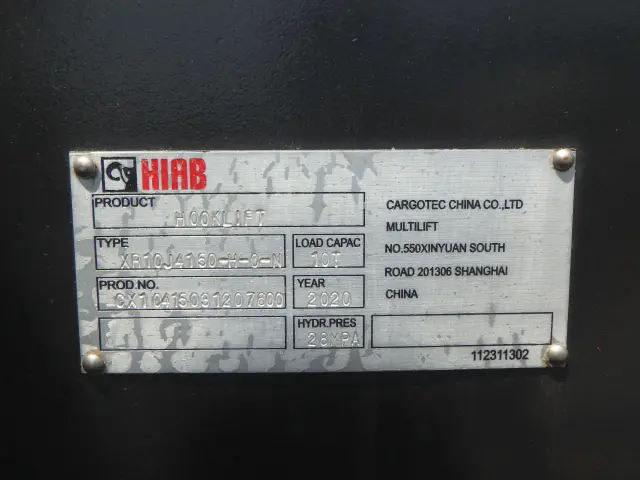 HIAB
PRODUCT
HOOKLIFT
TYPE
XR10J4150-H-0-N
LOAD CAPAC
10T
PROD.NO.
CX10415031207600
YEAR
2020
HYDR.PRES
28MPA
CARGOTEC CHINA CO.,LTD
MULTILIFT
NO.550XINYUAN SOUTH
ROAD 201306 SHANGHAI
CHINA
112311302